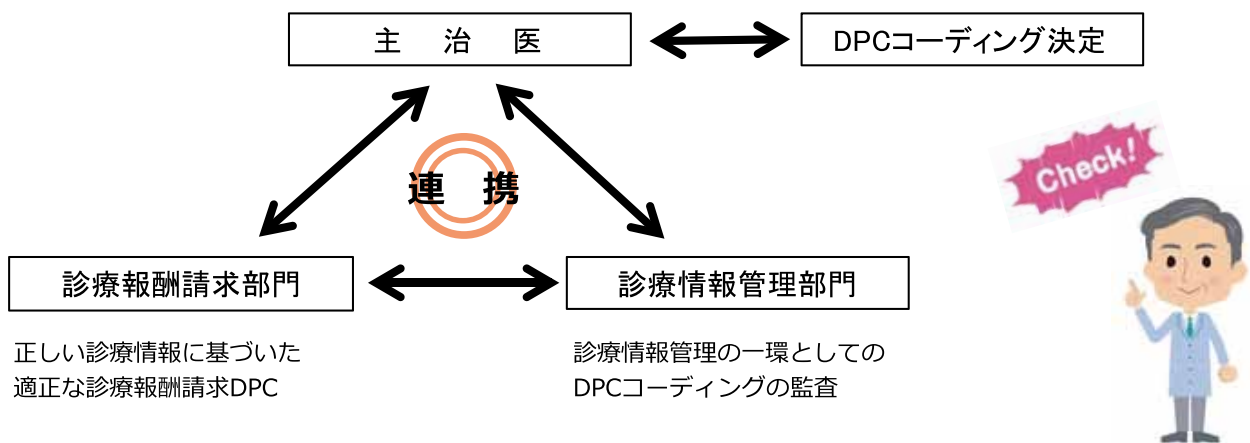 主　治　医
DPCコーディング決定
Check!
連　携
診療報酬請求部門
診療情報管理部門
正しい診療情報に基づいた
適正な診療報酬請求DPC
診療情報管理の一環としての
DPCコーディングの監査